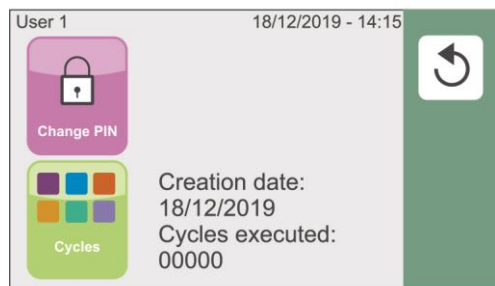 User 1
18/12/2019 - 14:15
Change PIN
Cycles
Creation date:
18/12/2019
Cycles executed:
00000